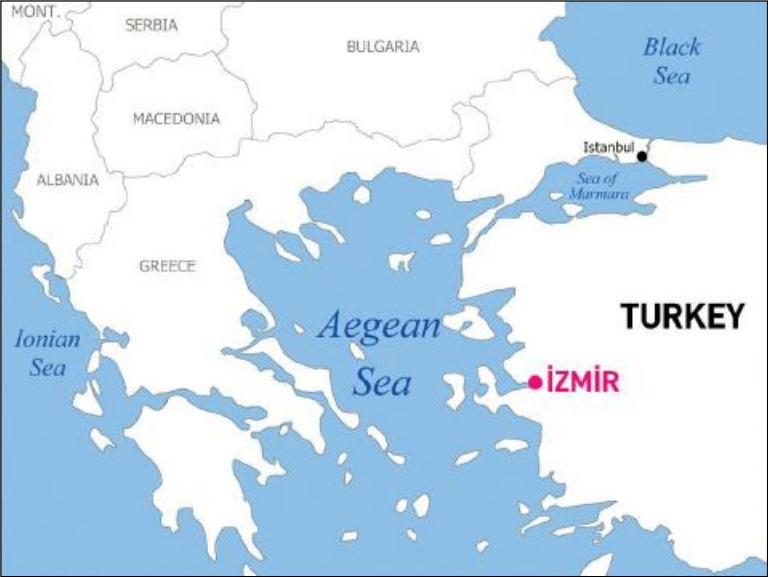 MONT.
SERBIA
BULGARIA
Black
Sea
MACEDONIA
Istanbul
ALBANIA
Sea of
Marmara
GREECE
Ionian
Sea
Aegean
Sea
TURKEY
İZMİR